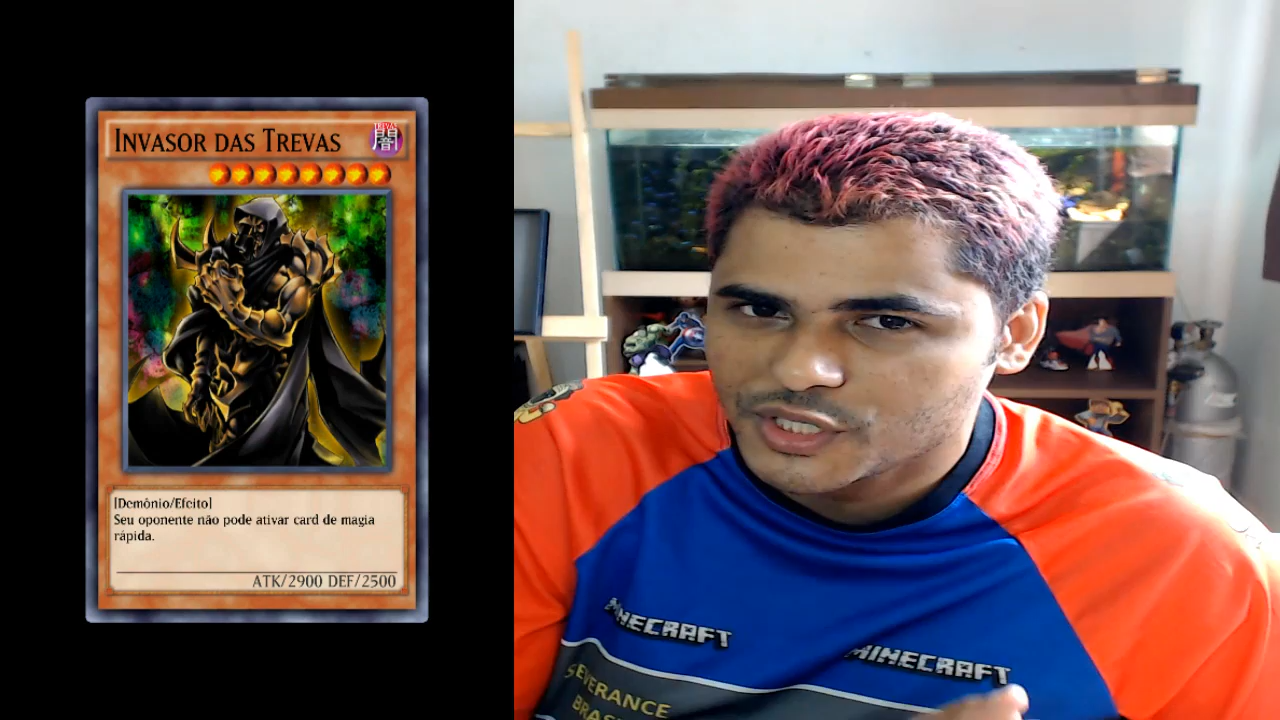 INVASOR DAS TREVAS
闇
[Demônio/Efeito]
Seu oponente não pode ativar card de magia
rápida.
ATK/2900 DEF/2500
MINECRAFT
MINECRAFT
SEVERANCE